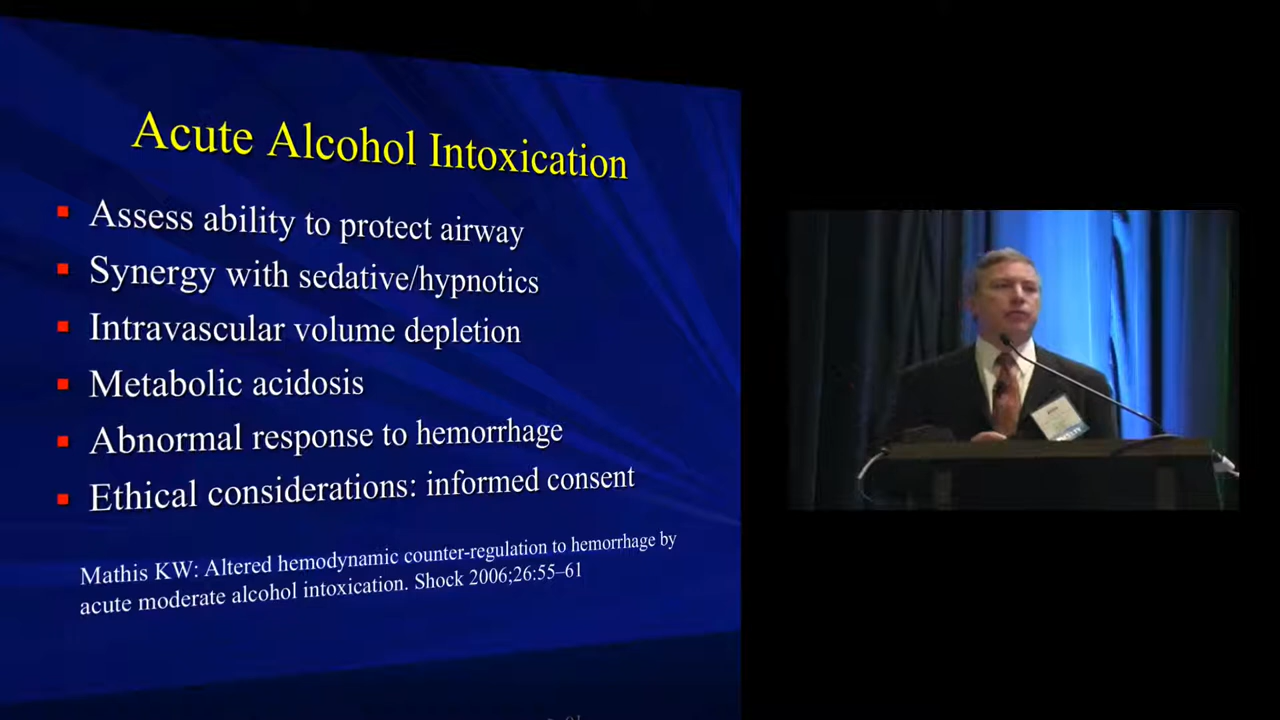 Acute Alcohol Intoxication
Assess ability to protect airway
Synergy with sedative/hypnotics
Intravascular volume depletion
Metabolic acidosis
Abnormal response to hemorrhage
Ethical considerations: informed consent
Mathis KW: Altered hemodynamic counter-regulation to hemorrhage by
acute moderate alcohol intoxication. Shock 2006;26:55–61